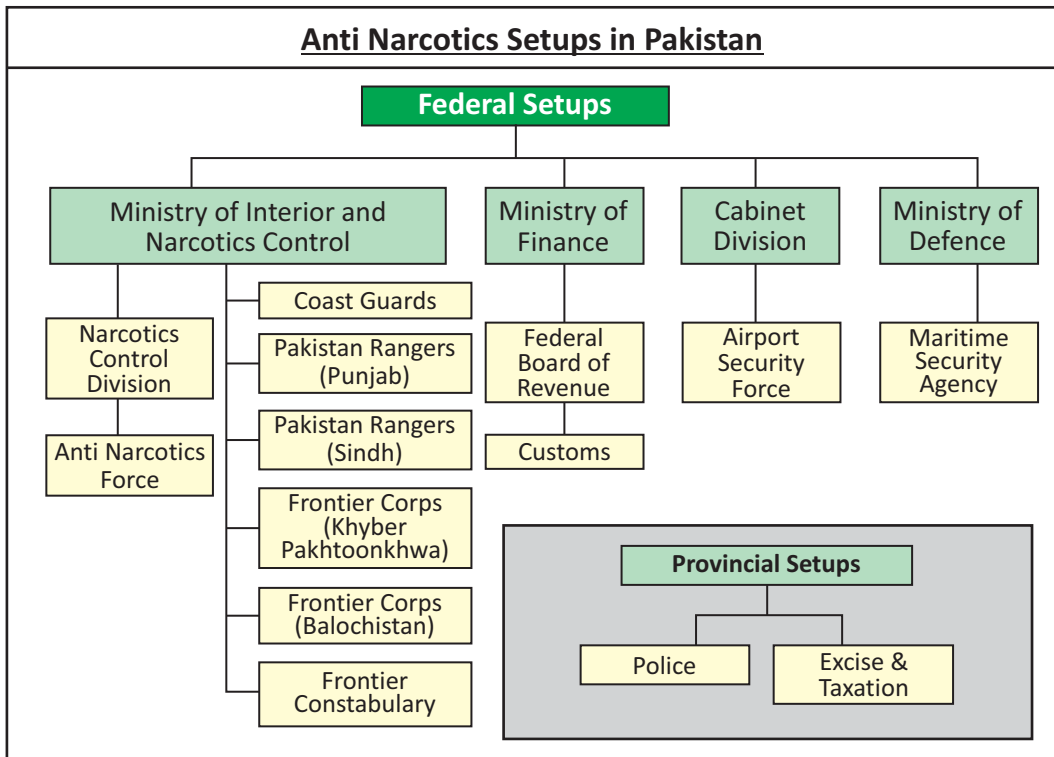 Anti Narcotics Setups in Pakistan
Federal Setups
Ministry of Interior and
Narcotics Control
Ministry of
Finance
Cabinet
Division
Ministry of
Defence
Narcotics
Control
Division
Anti Narcotics
Force
Coast Guards
Pakistan Rangers
(Punjab)
Pakistan Rangers
(Sindh)
Frontier Corps
(Khyber
Pakhtoonkhwa)
Frontier Corps
(Balochistan)
Frontier
Constabulary
Federal
Board of
Revenue
Customs
Airport
Security
Force
Maritime
Security
Agency
Provincial Setups
Police
Excise &
Taxation